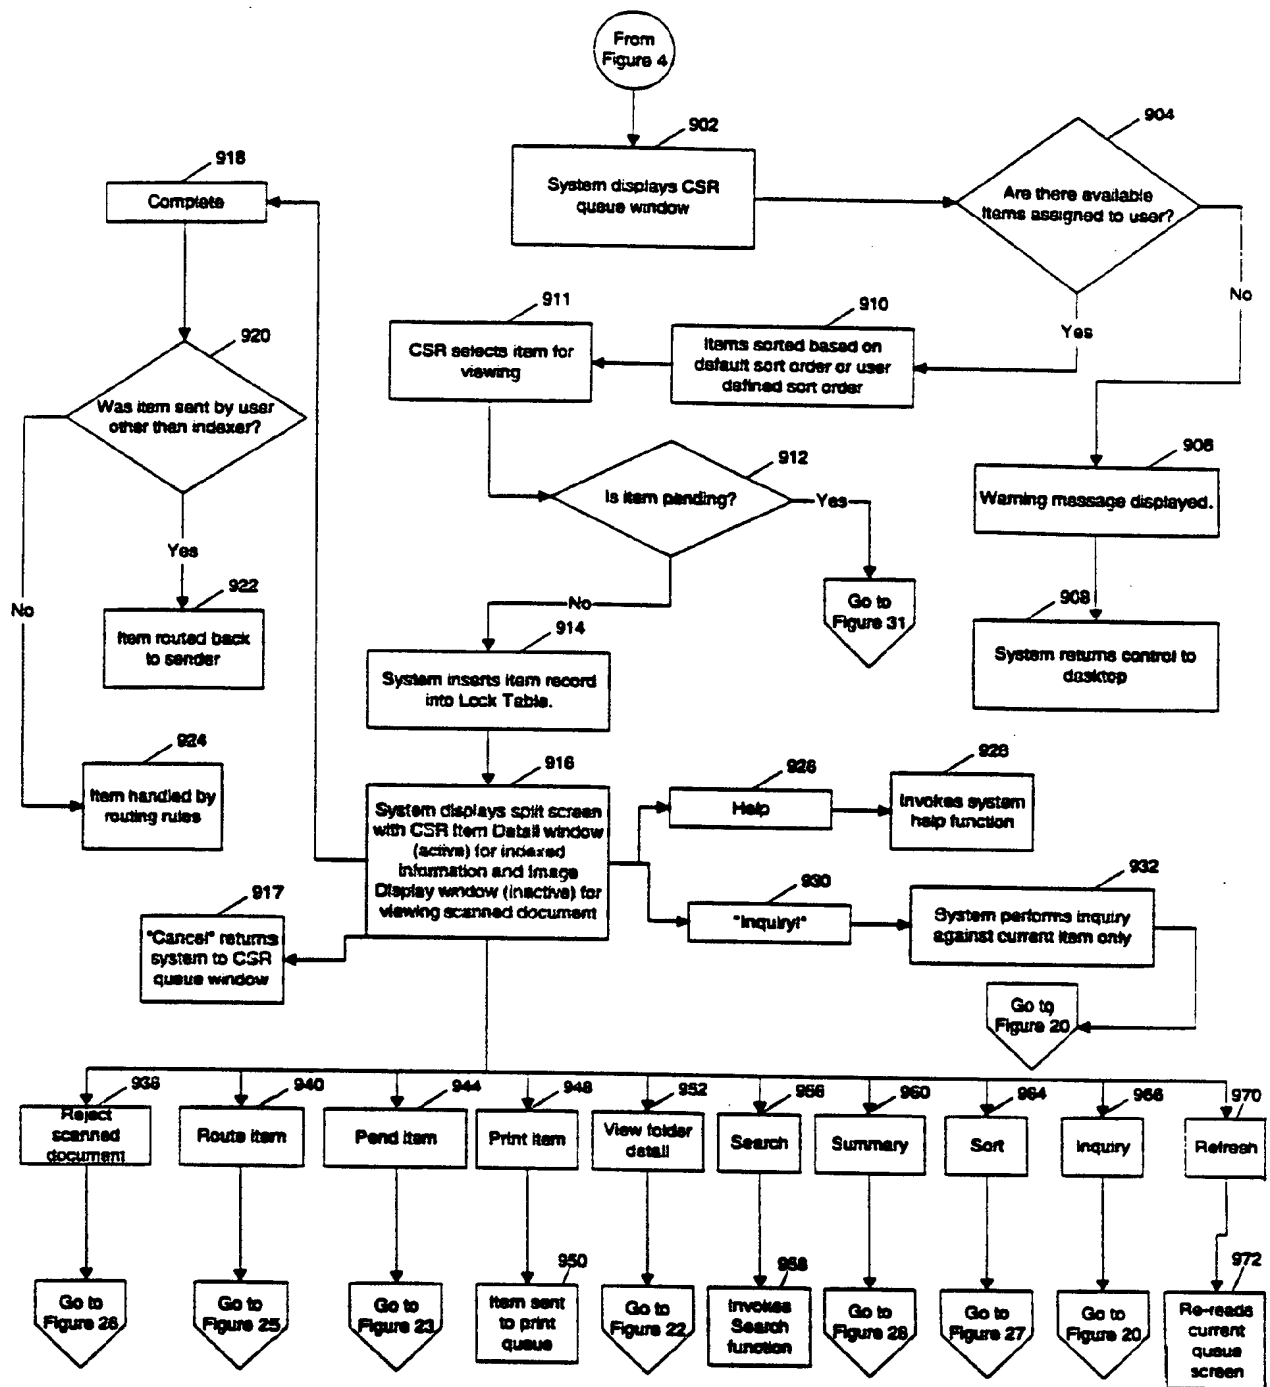 From
Figure 4
902
System displays CSR
queue window
904
Are there available
items assigned to user?
No
Yes
918
Complete
911
CSR selects item for
viewing
910
Items sorted based on
default sort order or user
defined sort order
920
Was item sent by user
other than indexer?
912
Is item pending?
Yes
906
Warning message displayed.
Yes
No
922
Item routed back
to sender
No
Go to
Figure 31
908
System returns control to
desktop
914
System inserts item record
into Lock Table.
924
Item handled by
routing rules
916
System displays split screen
with CSR Item Detail window
(active) for indexed
information and Image
Display window (inactive) for
viewing scanned document
926
Help
928
Invokes system
help function
917
"Cancel" returns
system to CSR
queue window
930
"Inquiry!"
932
System performs inquiry
against current item only
Go to
Figure 20
936
Reject
scanned
document
940
Route item
944
Pend item
948
Print item
952
View folder
detail
956
Search
960
Summary
964
Sort
966
Inquiry
970
Refresh
Go to
Figure 26
Go to
Figure 25
Go to
Figure 23
950
Item sent
to print
queue
Go to
Figure 22
958
Invokes
Search
function
Go to
Figure 28
Go to
Figure 27
Go to
Figure 20
972
Re-reads
current
queue
screen